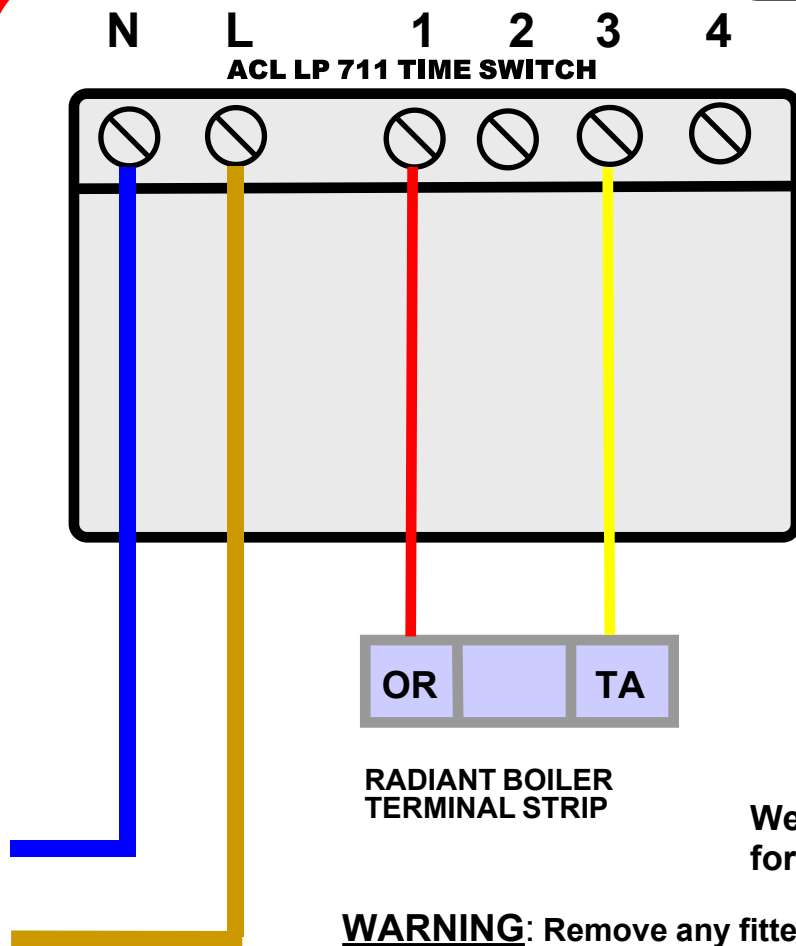 N L 1 2 3 4
ACL LP 711 TIME SWITCH
OR TA
RADIANT BOILER
TERMINAL STRIP
We
for
WARNING: Remove any fitte